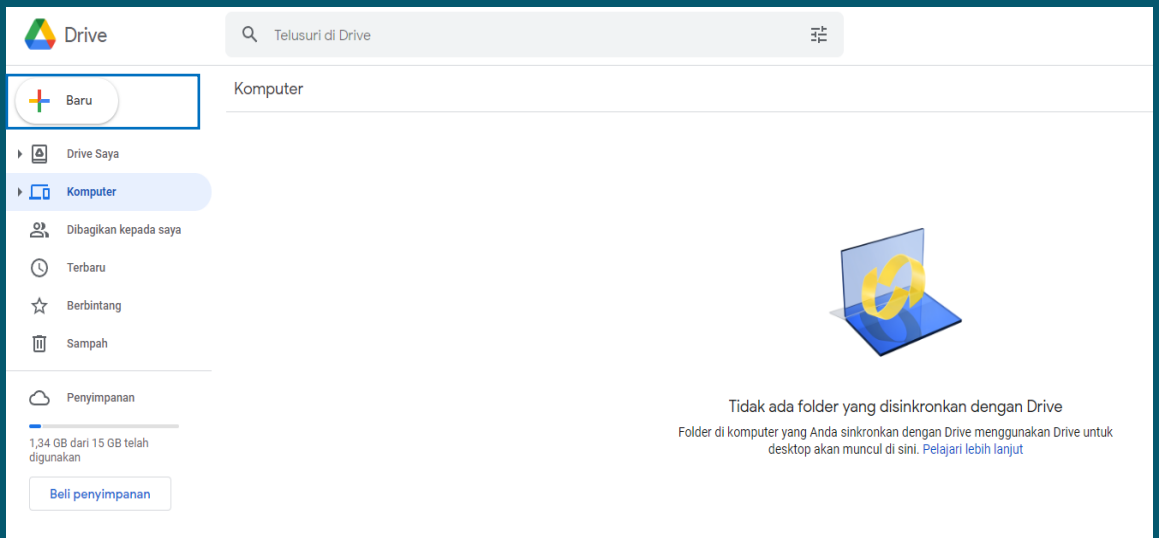 Drive
Telusuri di Drive
Baru
Komputer
Drive Saya
Komputer
Dibagikan kepada saya
Terbaru
Berbintang
Sampah
Penyimpanan
1,34 GB dari 15 GB telah
digunakan
Beli penyimpanan
Tidak ada folder yang disinkronkan dengan Drive
Folder di komputer yang Anda sinkronkan dengan Drive menggunakan Drive untuk
desktop akan muncul di sini. Pelajari lebih lanjut